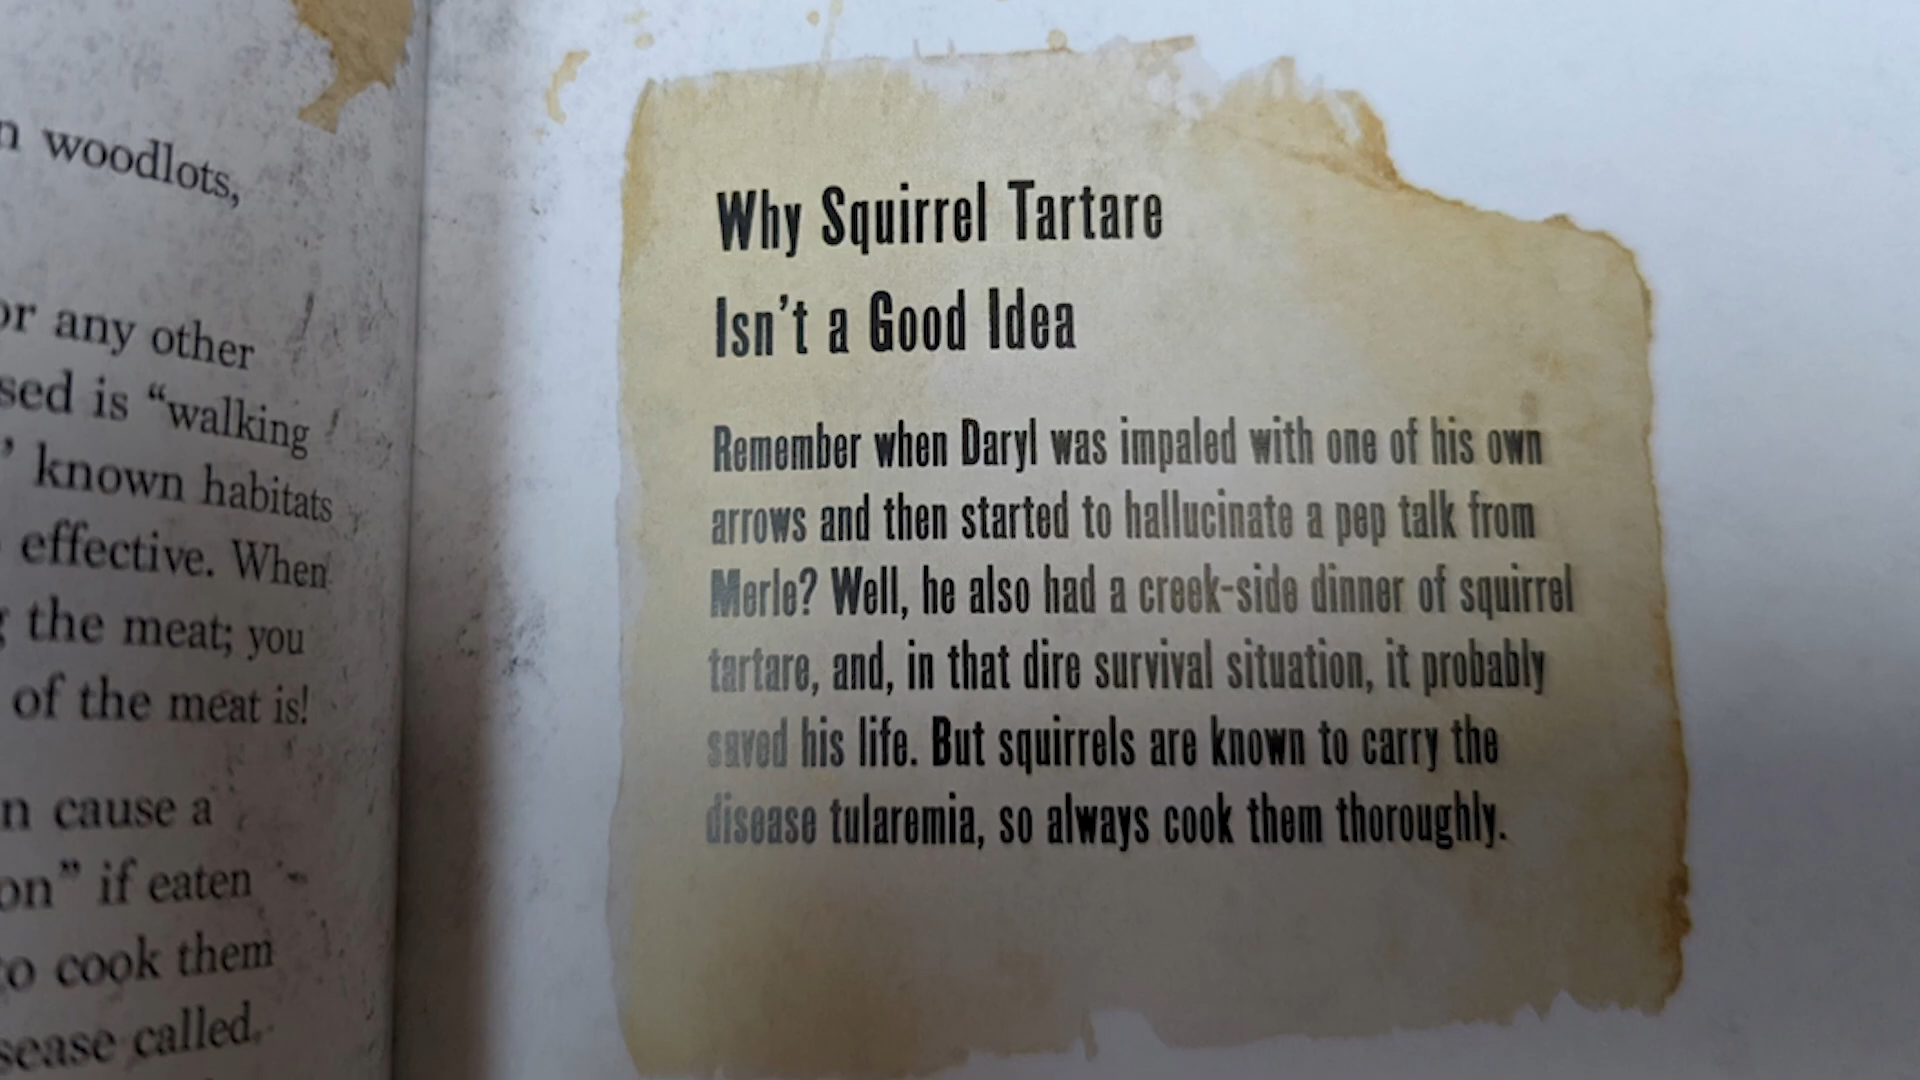 woodlots,
or any other
is “walking
known habitats
effective. When
the meat; you
of the meat is!
cause a
if eaten
cook them
called,
Why Squirrel Tartare
Isn't a Good Idea
Remember when Daryl was impaled with one of his own
arrows and then started to hallucinate a pep talk from
Merle? Well, he also had a creek-side dinner of squirrel
tartare, and, in that dire survival situation, it probably
saved his life. But squirrels are known to carry the
disease tularemia, so always cook them thoroughly.